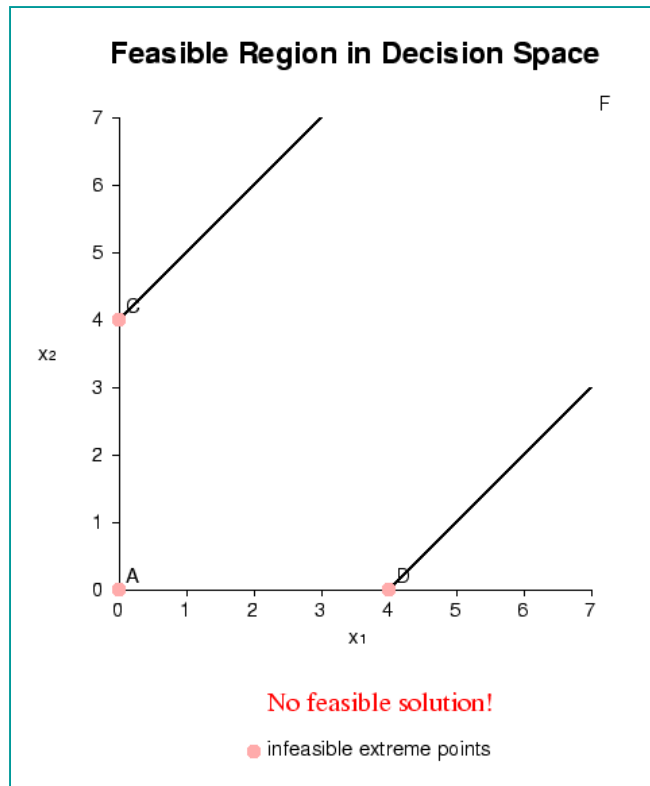 Feasible Region in Decision Space
F
7
6
5
C
4
x2
3
2
1
A
D
0
0 1 2 3 4 5 6 7
x1
No feasible solution!
infeasible extreme points